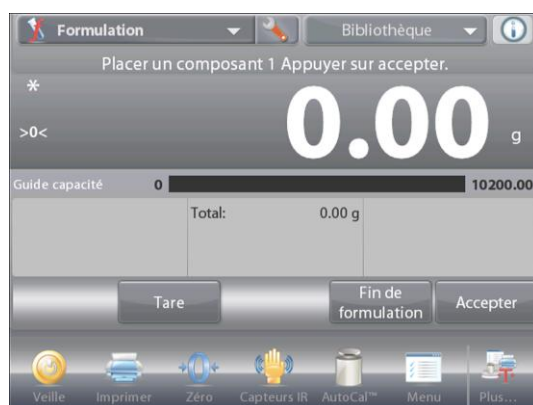 Formulation Bibliothèque
Placer un composant 1 Appuyer sur accepter.
*
>0< 0.00 g
Guide capacité 0 10200.00
Total: 0.00 g
Tare Fin de formulation Accepter
Veille Imprimer Zéro Capteurs IR AutoCal™ Menu Plus...